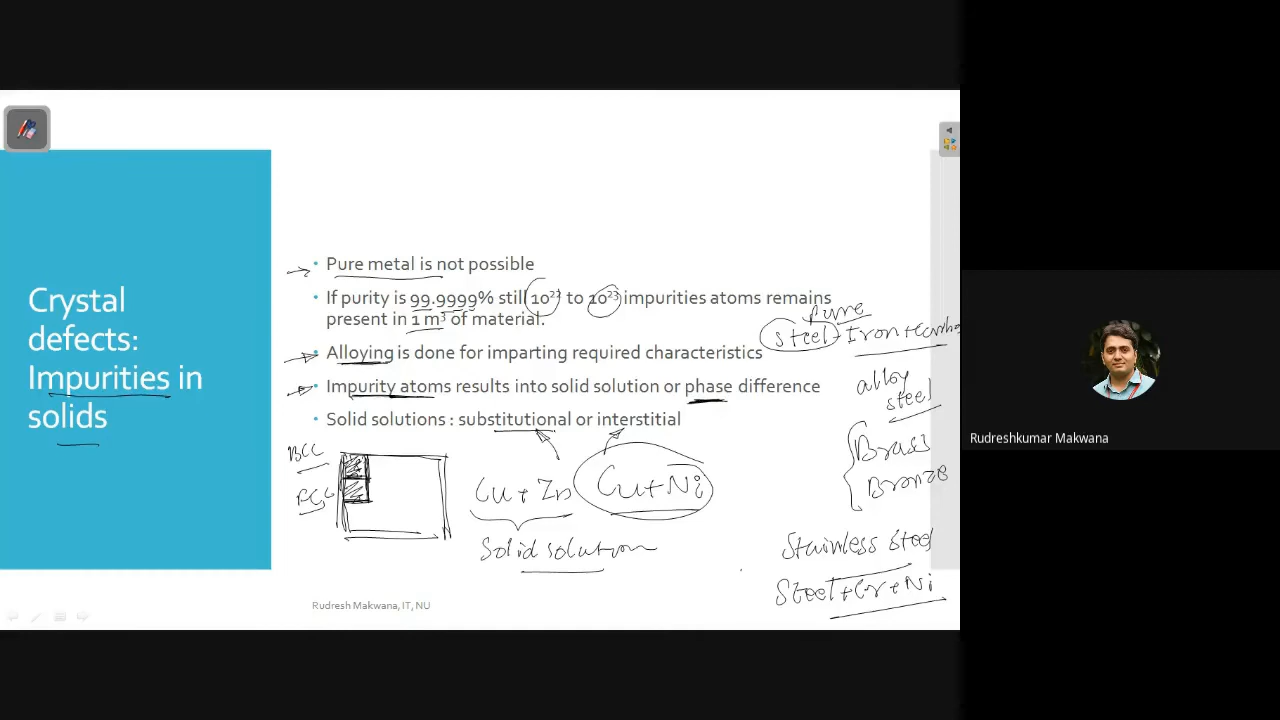 Crystal
defects:
Impurities in
solids
Pure metal is not possible
If purity is 99.9999% still 10²² to 10²³ impurities atoms remains
present in 1 m³ of material.
Alloying is done for imparting required characteristics
Impurity atoms results into solid solution or phase difference
Solid solutions : substitutional or interstitial
Pure
Steel - Iron + Carbo
alloy
steel
Brass
Bronze
BCC
FCC
Cu + Zn
Cu + Ni
Solid solution
Stainless steel
Steel + Cr + Ni
Rudresh Makwana, IT, NU
Rudreshkumar Makwana